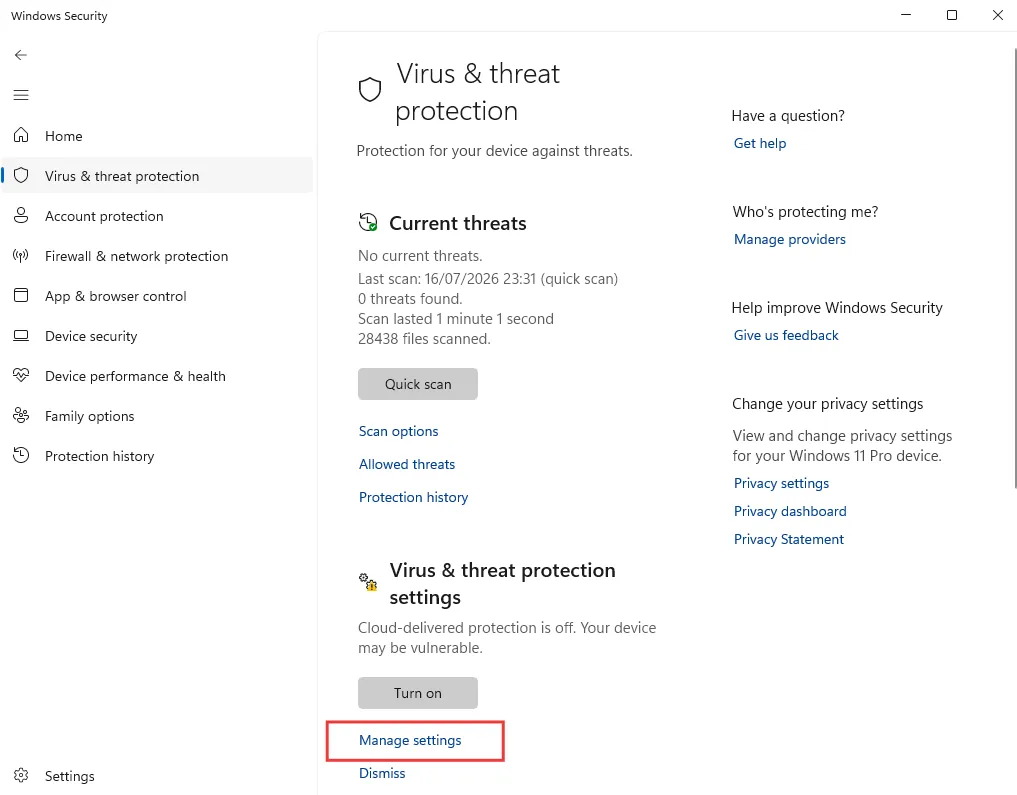 Windows Security
Home
Virus & threat protection
Account protection
Firewall & network protection
App & browser control
Device security
Device performance & health
Family options
Protection history
Settings
Virus & threat
protection
Protection for your device against threats.
Current threats
No current threats.
Last scan: 16/07/2026 23:31 (quick scan)
0 threats found.
Scan lasted 1 minute 1 second
28438 files scanned.
Quick scan
Scan options
Allowed threats
Protection history
Virus & threat protection
settings
Cloud-delivered protection is off. Your device
may be vulnerable.
Turn on
Manage settings
Dismiss
Have a question?
Get help
Who's protecting me?
Manage providers
Help improve Windows Security
Give us feedback
Change your privacy settings
View and change privacy settings
for your Windows 11 Pro device.
Privacy settings
Privacy dashboard
Privacy Statement